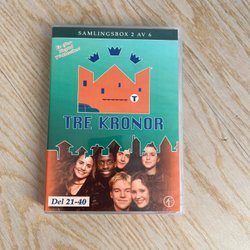 SAMLINGSBOX 2 AV 6
T
TRE KRONOR
Del 21-40